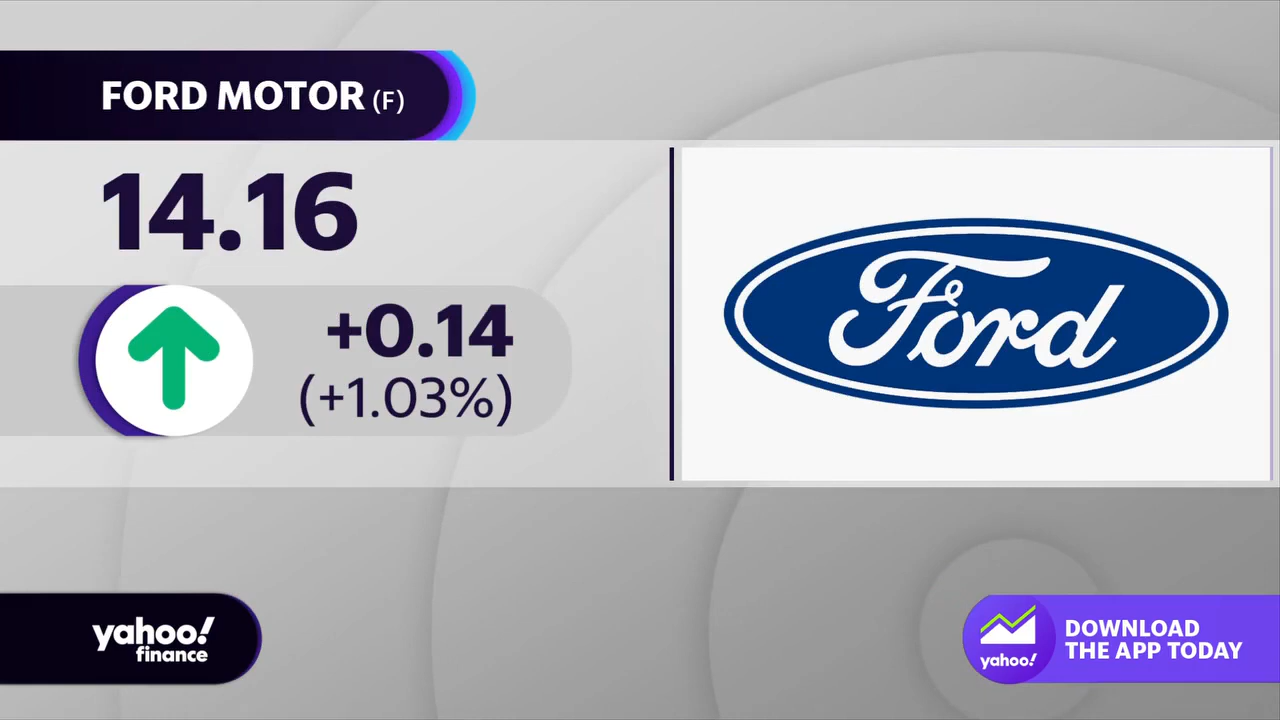 FORD MOTOR (F)
14.16
+0.14
(+1.03%)
Ford
yahoo!
finance
yahoo!
DOWNLOAD
THE APP TODAY